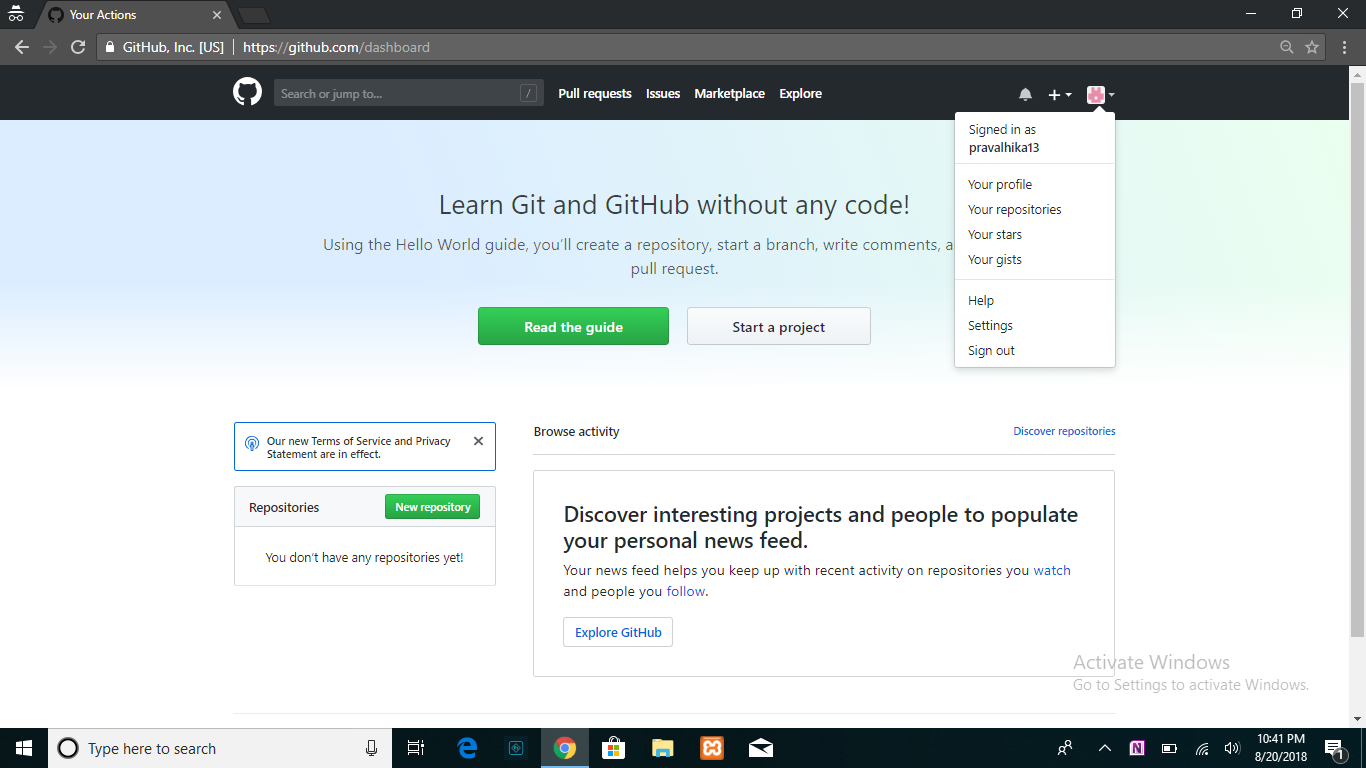 Your Actions
GitHub, Inc. [US] https://github.com/dashboard
Search or jump to... /
Pull requests Issues Marketplace Explore
Signed in as
pravalhika13
Your profile
Your repositories
Your stars
Your gists
Help
Settings
Sign out
Learn Git and GitHub without any code!
Using the Hello World guide, you'll create a repository, start a branch, write comments, a
pull request.
Read the guide
Start a project
Our new Terms of Service and Privacy
Statement are in effect.
Repositories
New repository
You don't have any repositories yet!
Browse activity
Discover repositories
Discover interesting projects and people to populate
your personal news feed.
Your news feed helps you keep up with recent activity on repositories you watch
and people you follow.
Explore GitHub
Activate Windows
Go to Settings to activate Windows.
Type here to search
N
10:41 PM
8/20/2018
1